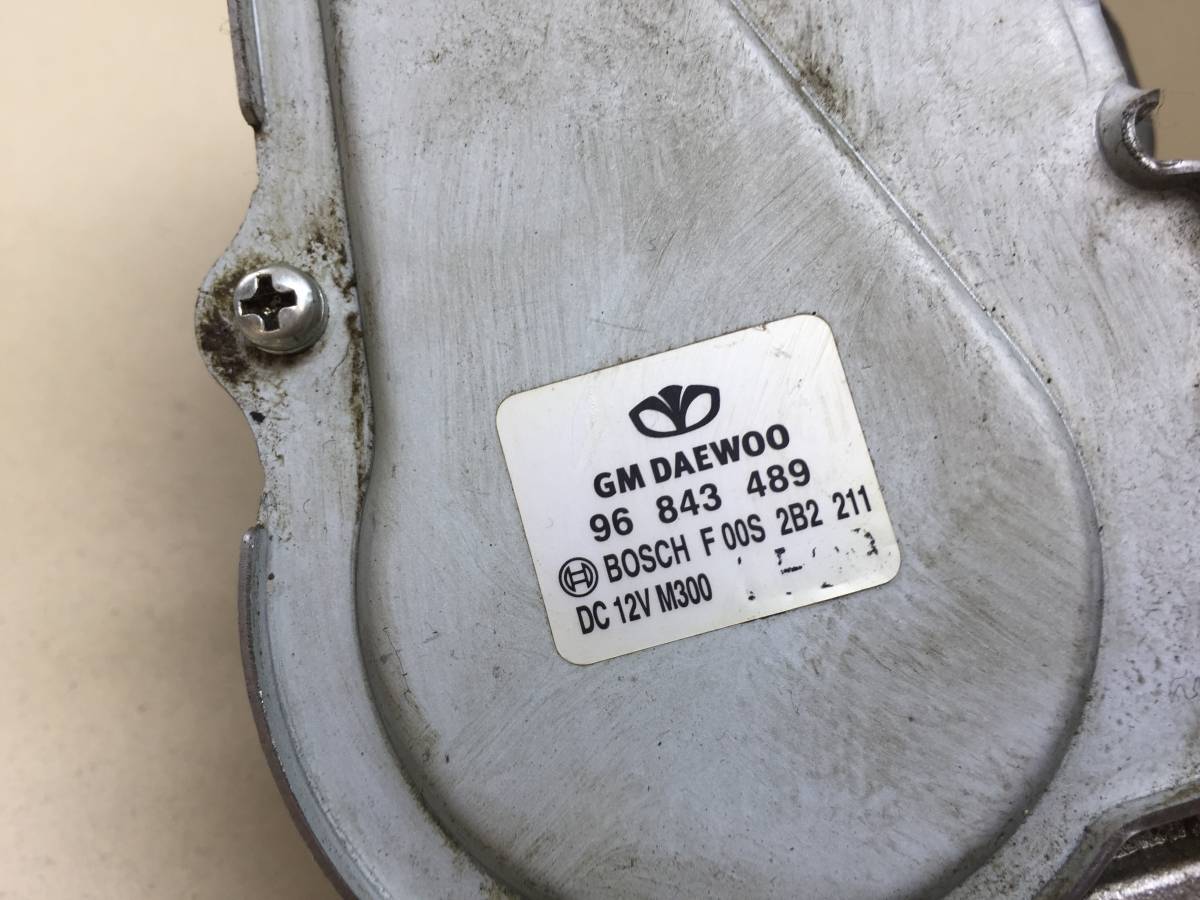 GM DAEWOO
96 843 489
BOSCH F 00S 2B2 211
DC 12V M300